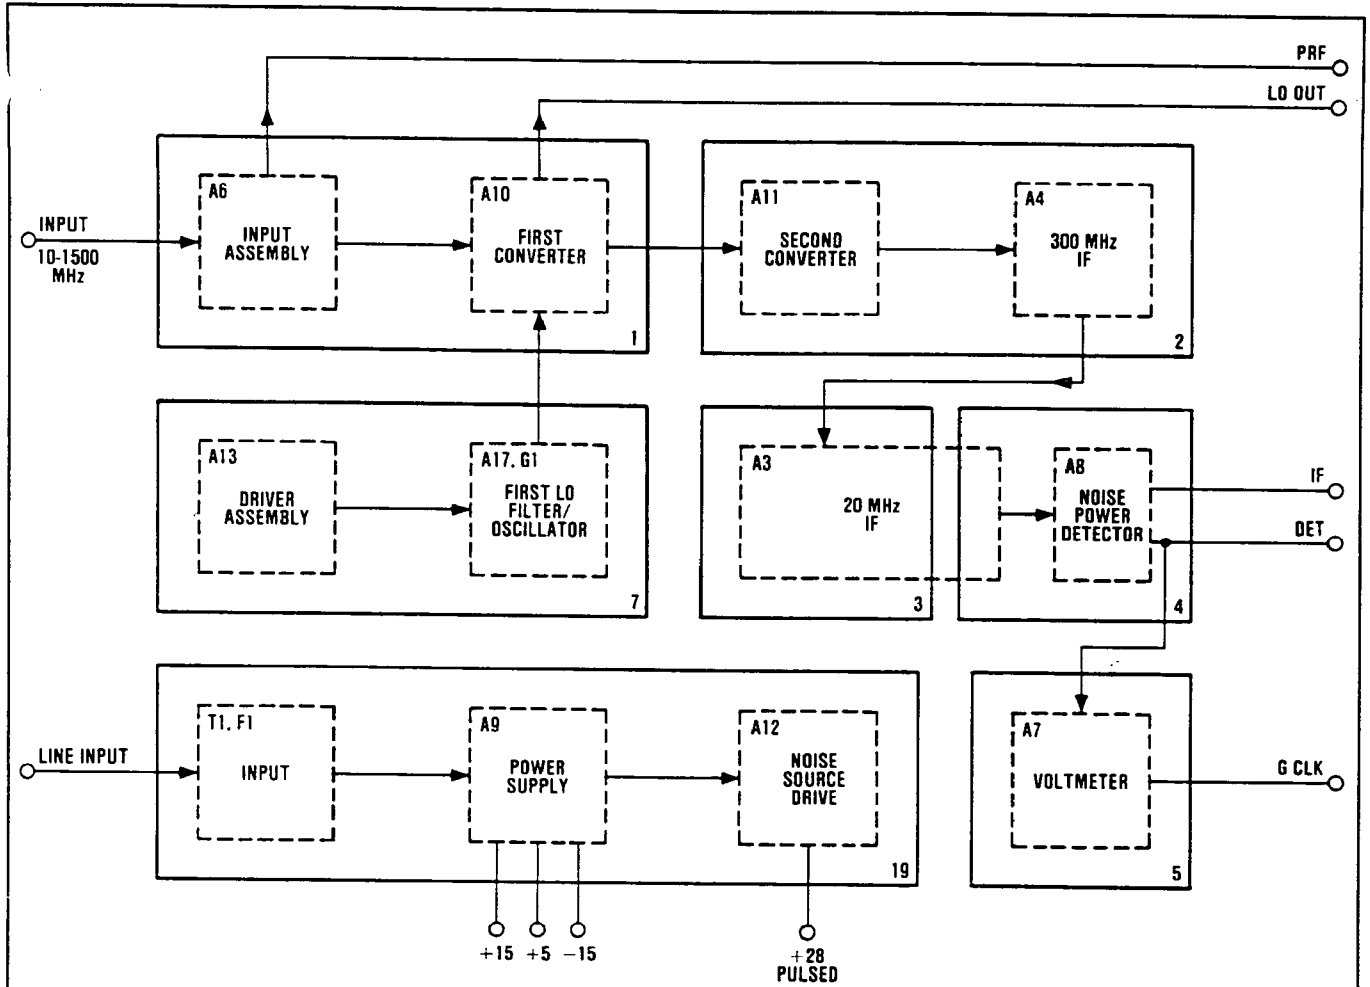 PRF
LO OUT
INPUT
10-1500
MHz
A6
INPUT
ASSEMBLY
A10
FIRST
CONVERTER
1
A11
SECOND
CONVERTER
A4
300 MHz
IF
2
A13
DRIVER
ASSEMBLY
A17, G1
FIRST LO
FILTER/
OSCILLATOR
7
A3
20 MHz
IF
3
A8
NOISE
POWER
DETECTOR
4
IF
DET
LINE INPUT
T1, F1
INPUT
A9
POWER
SUPPLY
A12
NOISE
SOURCE
DRIVE
19
A7
VOLTMETER
5
G CLK
+15 +5 −15
+28
PULSED